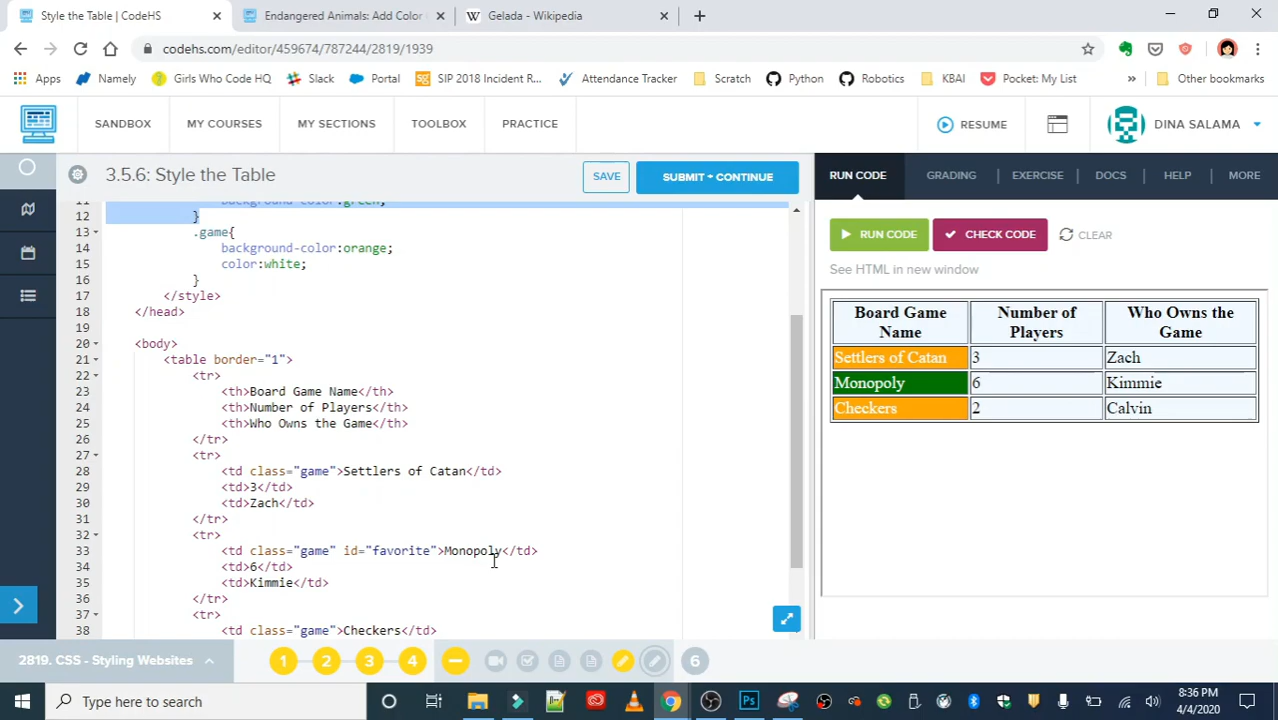 Style the Table | CodeHS
Endangered Animals: Add Color
W Gelada - Wikipedia
codehs.com/editor/459674/787244/2819/1939
Apps
Namely
Girls Who Code HQ
Slack
Portal
SIP 2018 Incident R...
Attendance Tracker
Scratch
Python
Robotics
KBAI
Pocket: My List
»
Other bookmarks
SANDBOX
MY COURSES
MY SECTIONS
TOOLBOX
PRACTICE
RESUME
DINA SALAMA
3.5.6: Style the Table
SAVE
SUBMIT + CONTINUE
RUN CODE
GRADING
EXERCISE
DOCS
HELP
MORE
11 background-color:green;
12 }
13 .game{
14 background-color:orange;
15 color:white;
16 }
17 </style>
18 </head>
19
20 <body>
21 <table border="1">
22 <tr>
23 <th>Board Game Name</th>
24 <th>Number of Players</th>
25 <th>Who Owns the Game</th>
26 </tr>
27 <tr>
28 <td class="game">Settlers of Catan</td>
29 <td>3</td>
30 <td>Zach</td>
31 </tr>
32 <tr>
33 <td class="game" id="favorite">Monopoly</td>
34 <td>6</td>
35 <td>Kimmie</td>
36 </tr>
37 <tr>
38 <td class="game">Checkers</td>
RUN CODE
CHECK CODE
CLEAR
See HTML in new window
Board Game Name
Number of Players
Who Owns the Game
Settlers of Catan 3 Zach
Monopoly 6 Kimmie
Checkers 2 Calvin
2819. CSS - Styling Websites
1 2 3 4 6
Type here to search
Ps
8:36 PM
4/4/2020